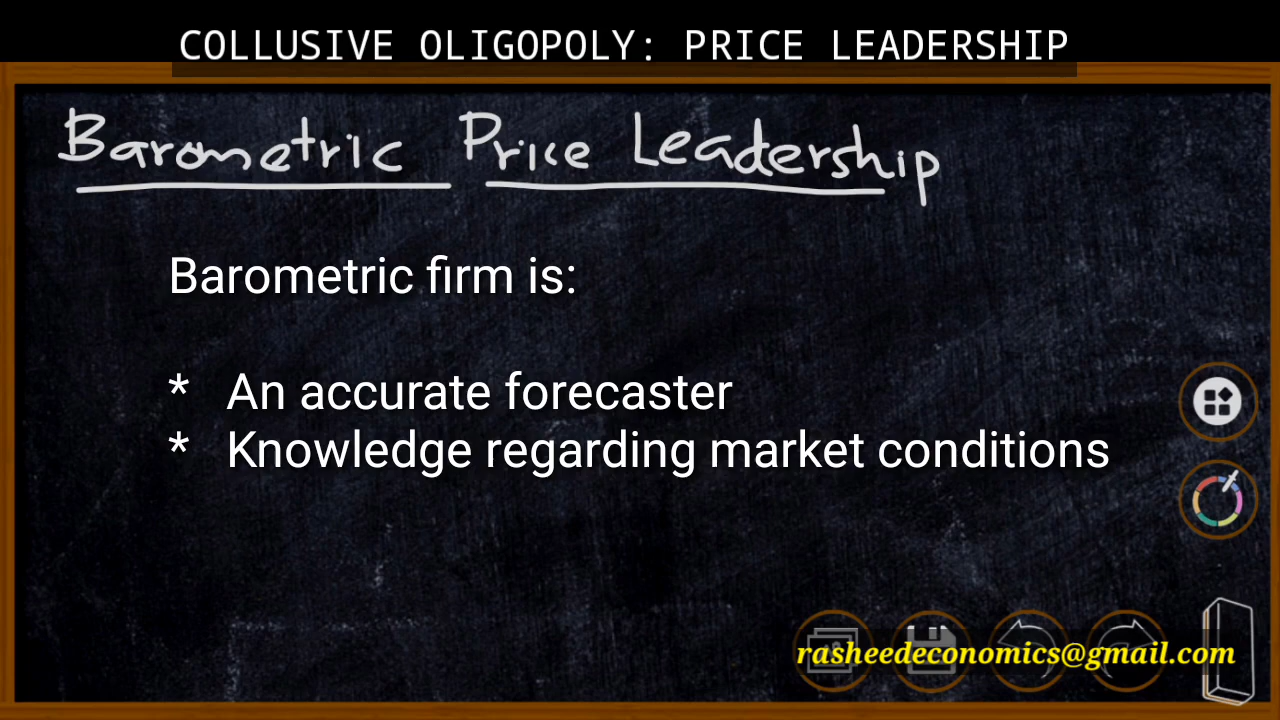 COLLUSIVE OLIGOPOLY: PRICE LEADERSHIP
Barometric Price Leadership
Barometric firm is:
* An accurate forecaster
* Knowledge regarding market conditions
rasheedeconomics@gmail.com